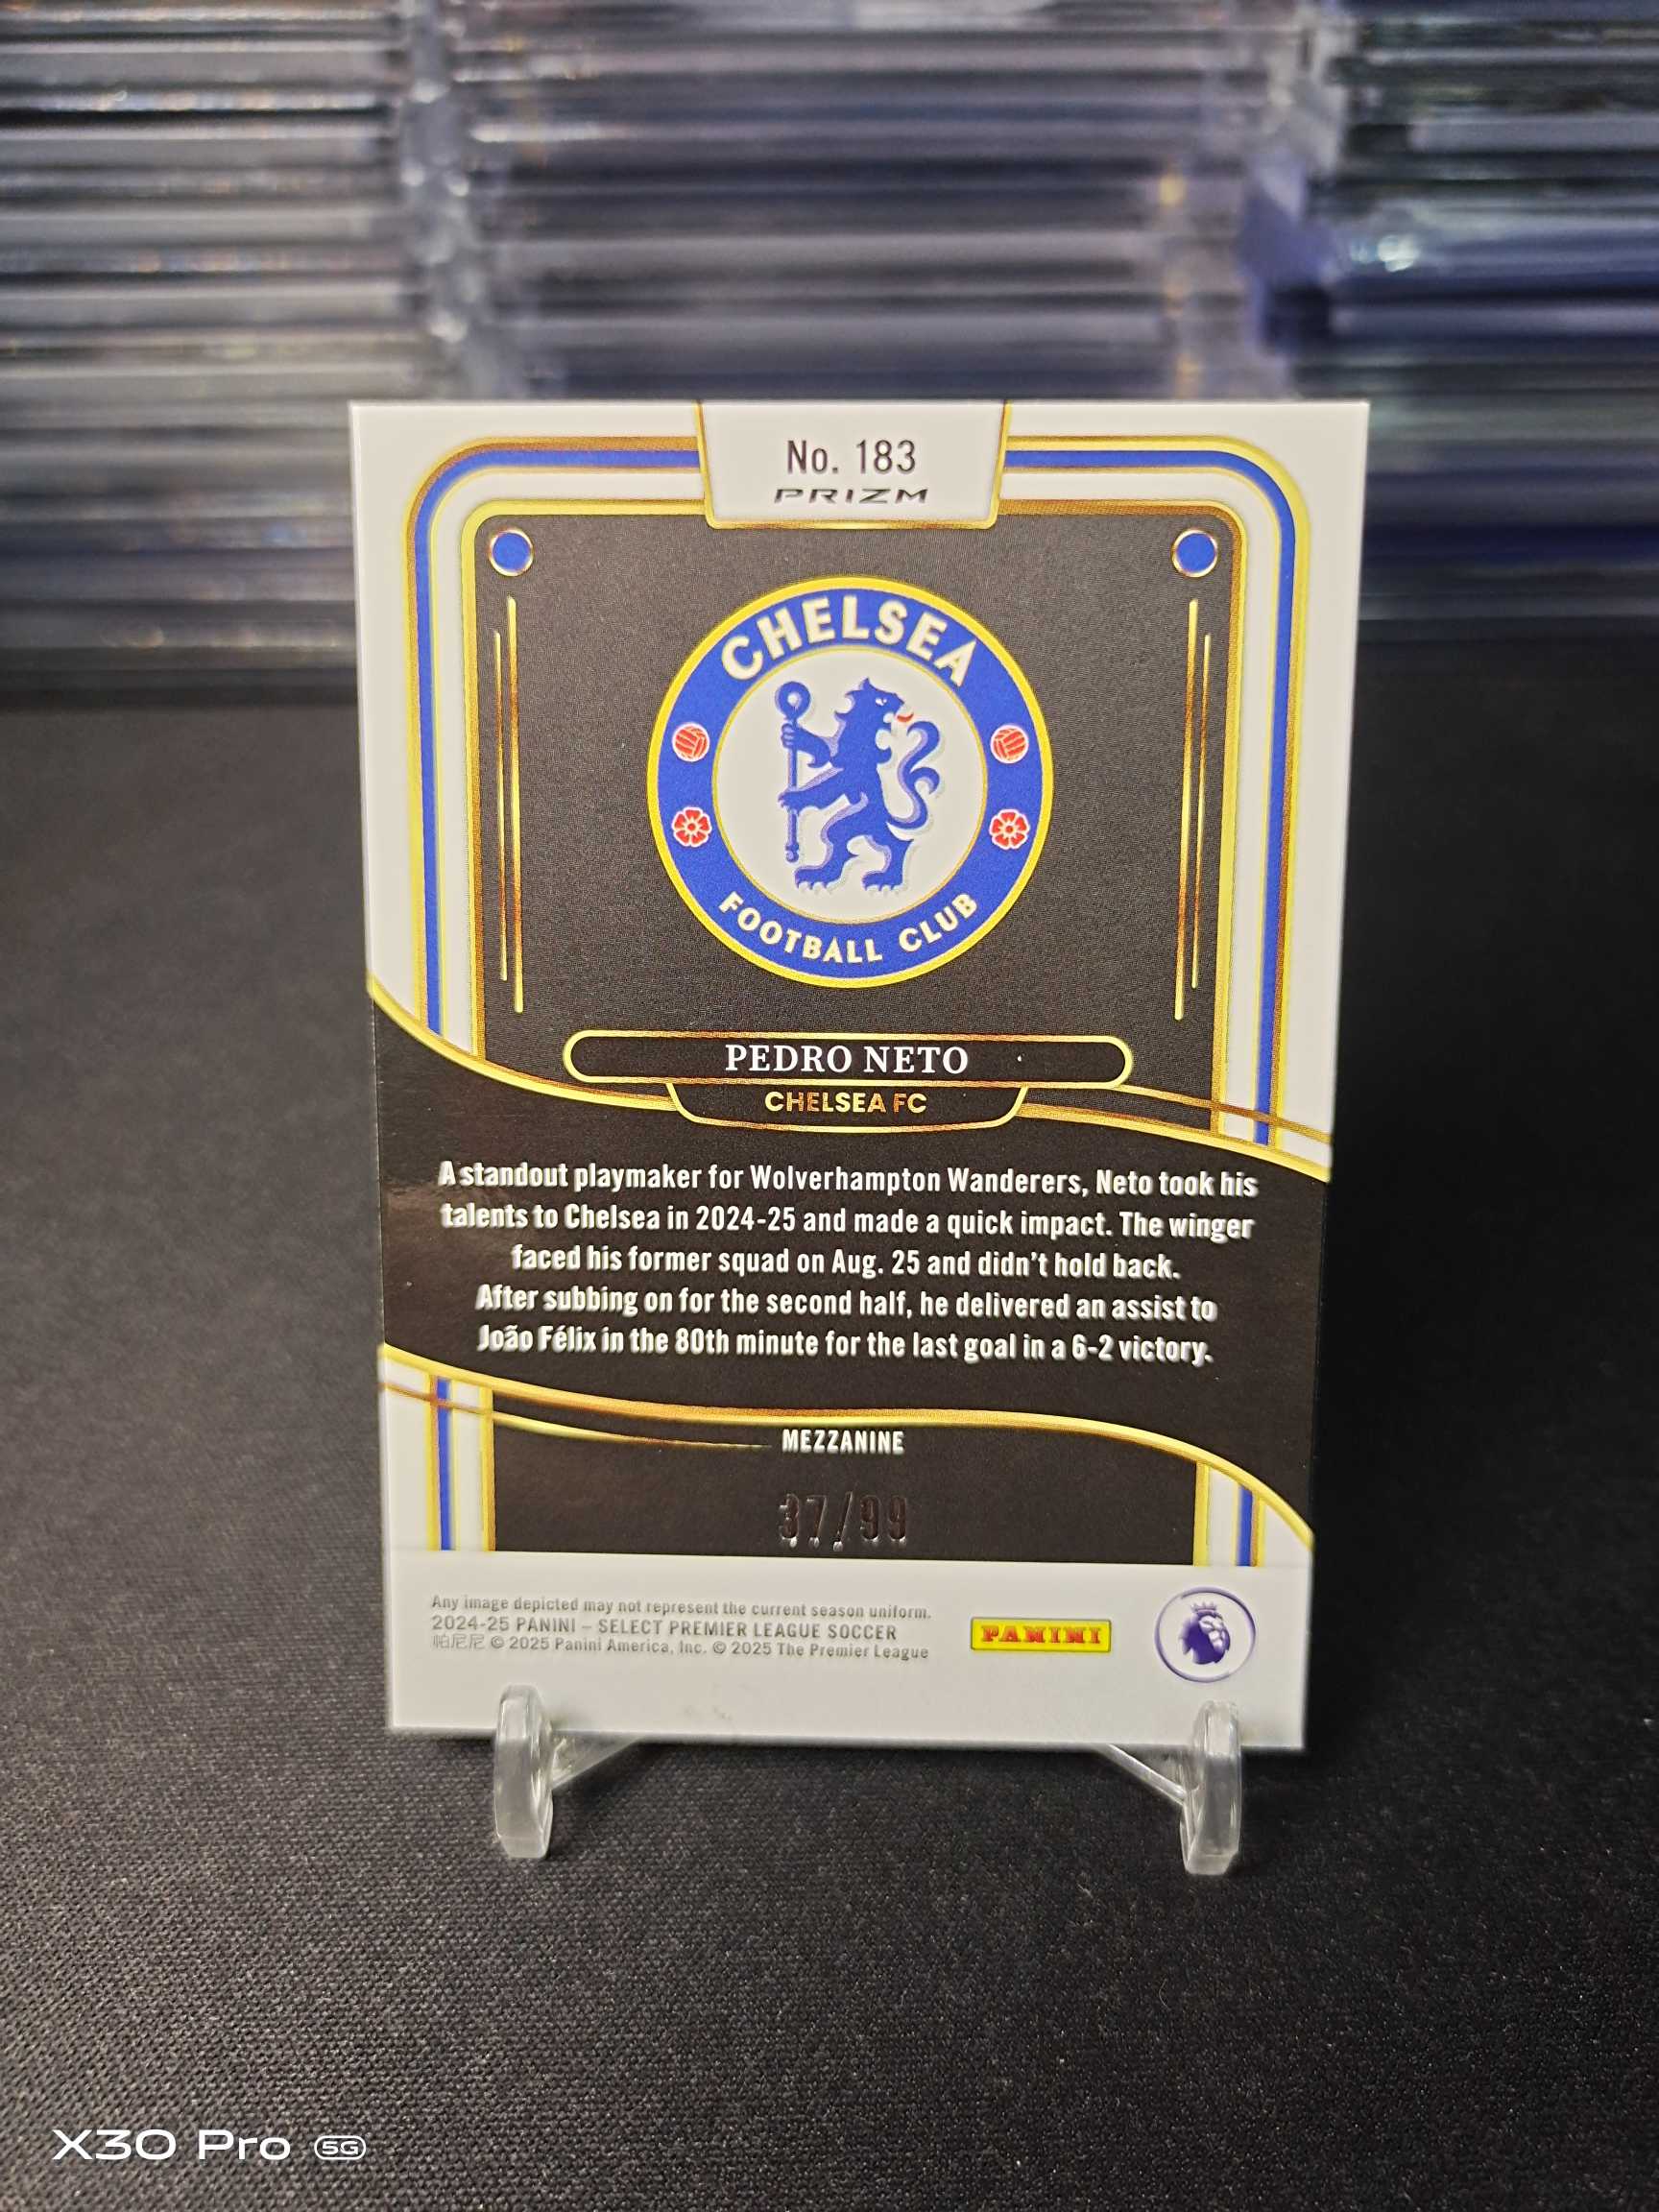 No. 183
PRIZM
CHELSEA
FOOTBALL CLUB
PEDRO NETO
CHELSEA FC
A standout playmaker for Wolverhampton Wanderers, Neto took his
talents to Chelsea in 2024-25 and made a quick impact. The winger
faced his former squad on Aug. 25 and didn't hold back.
After subbing on for the second half, he delivered an assist to
João Félix in the 80th minute for the last goal in a 6-2 victory.
MEZZANINE
37/99
Any image depicted may not represent the current season uniform.
2024-25 PANINI – SELECT PREMIER LEAGUE SOCCER
帕尼尼 © 2025 Panini America, Inc. © 2025 The Premier League
PANINI
X30 Pro 5G